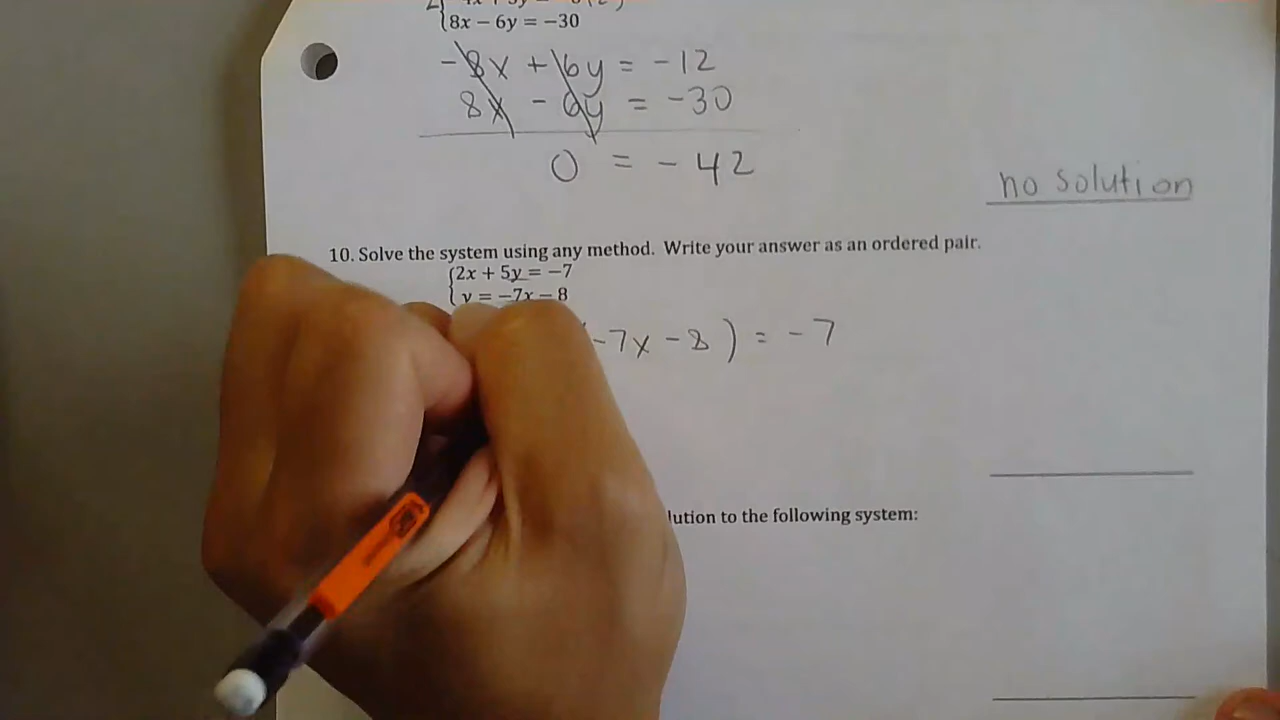 8x − 6y = −30
-8x + 6y = -12
8x - 6y = -30
0 = -42
no solution
10. Solve the system using any method. Write your answer as an ordered pair.
2x + 5y = −7
y = −7x − 8
(-7x - 8) = -7
to the following system: